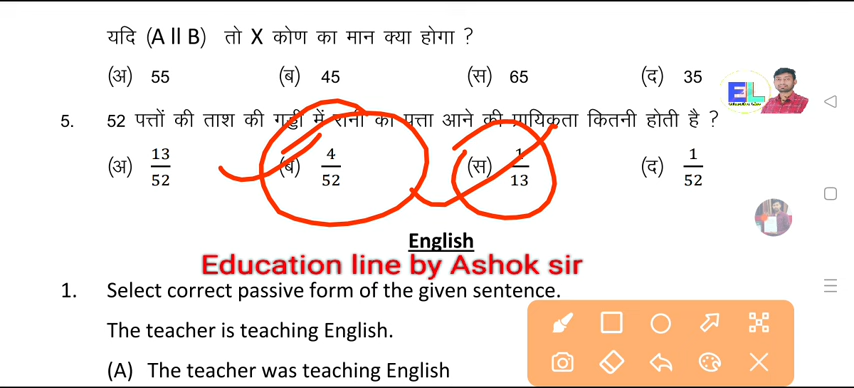 यदि (A ll B) तो X कोण का मान क्या होगा ?
(अ) 55 (ब) 45 (स) 65 (द) 35
EL
5. 52 पत्तों की ताश की गड्डी में रानी का पत्ता आने की प्रायिकता कितनी होती है ?
(अ) 13/52 (ब) 4/52 (स) 1/13 (द) 1/52
English
Education line by Ashok sir
1. Select correct passive form of the given sentence.
The teacher is teaching English.
(A) The teacher was teaching English